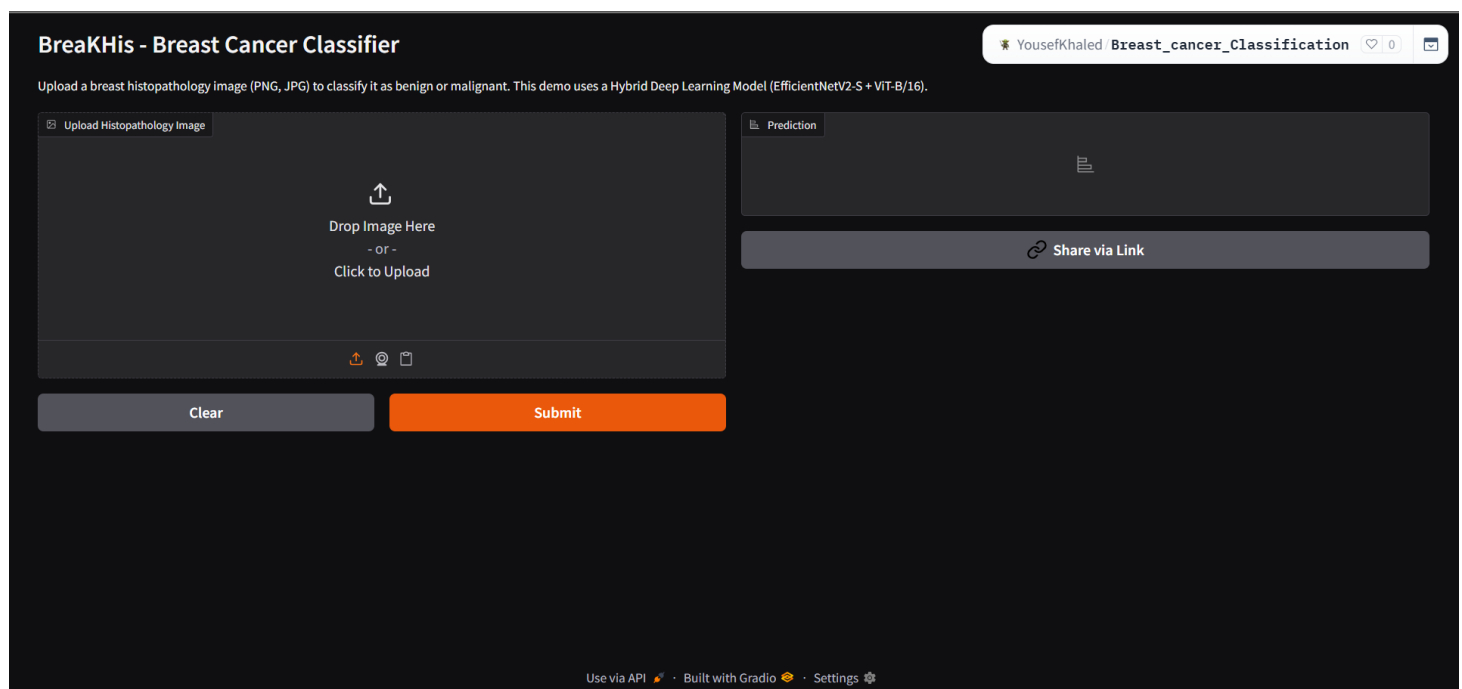 BreaKHis - Breast Cancer Classifier
YousefKhaled/Breast_cancer_Classification 0
Upload a breast histopathology image (PNG, JPG) to classify it as benign or malignant. This demo uses a Hybrid Deep Learning Model (EfficientNetV2-S + ViT-B/16).
Upload Histopathology Image
Drop Image Here
- or -
Click to Upload
Clear
Submit
Prediction
Share via Link
Use via API · Built with Gradio · Settings